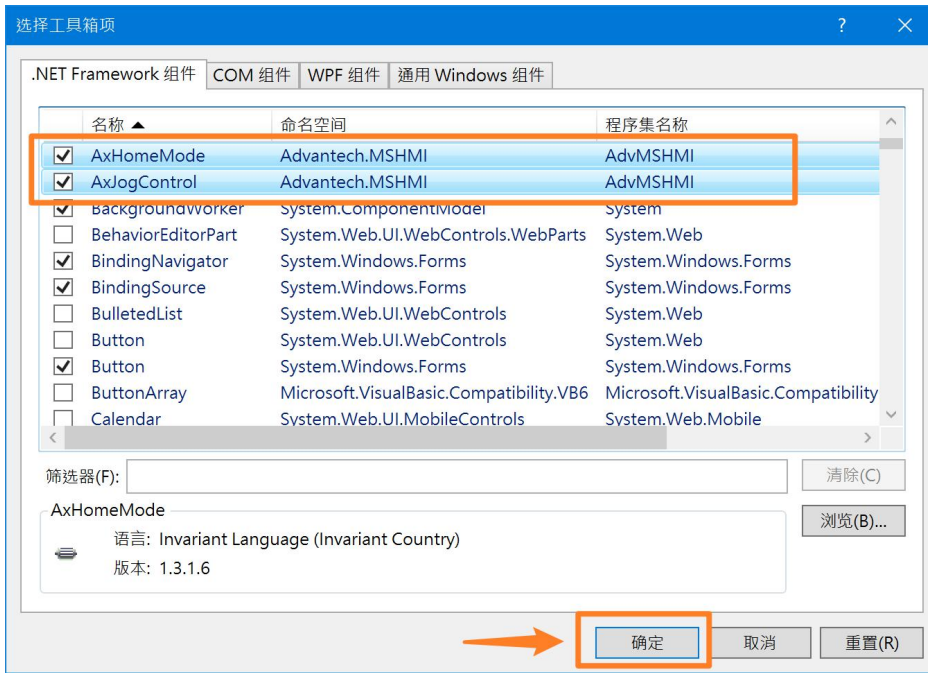 选择工具箱项
.NET Framework 组件 COM 组件 WPF 组件 通用 Windows 组件
名称 命名空间 程序集名称
AxHomeMode Advantech.MSHMI AdvMSHMI
AxJogControl Advantech.MSHMI AdvMSHMI
BackgroundWorker System.ComponentModel System
BehaviorEditorPart System.Web.UI.WebControls.WebParts System.Web
BindingNavigator System.Windows.Forms System.Windows.Forms
BindingSource System.Windows.Forms System.Windows.Forms
BulletedList System.Web.UI.WebControls System.Web
Button System.Web.UI.WebControls System.Web
Button System.Windows.Forms System.Windows.Forms
ButtonArray Microsoft.VisualBasic.Compatibility.VB6 Microsoft.VisualBasic.Compatibility
Calendar System.Web.UI.MobileControls System.Web.Mobile
筛选器(F): 清除(C)
AxHomeMode 浏览(B)...
语言: Invariant Language (Invariant Country)
版本: 1.3.1.6
确定 取消 重置(R)